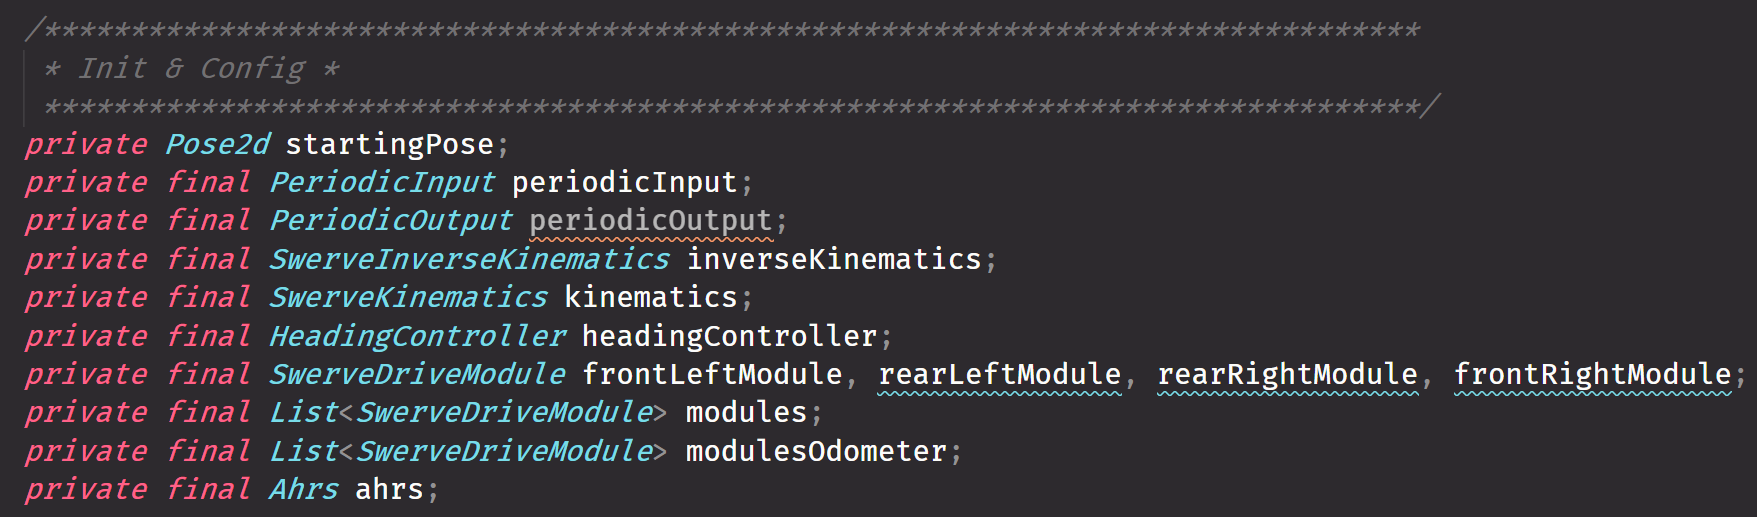 /*******************************************************************************
* Init & Config *
*******************************************************************************/
private Pose2d startingPose;
private final PeriodicInput periodicInput;
private final PeriodicOutput periodicOutput;
private final SwerveInverseKinematics inverseKinematics;
private final SwerveKinematics kinematics;
private final HeadingController headingController;
private final SwerveDriveModule frontLeftModule, rearLeftModule, rearRightModule, frontRightModule;
private final List<SwerveDriveModule> modules;
private final List<SwerveDriveModule> modulesOdometer;
private final Ahrs ahrs;